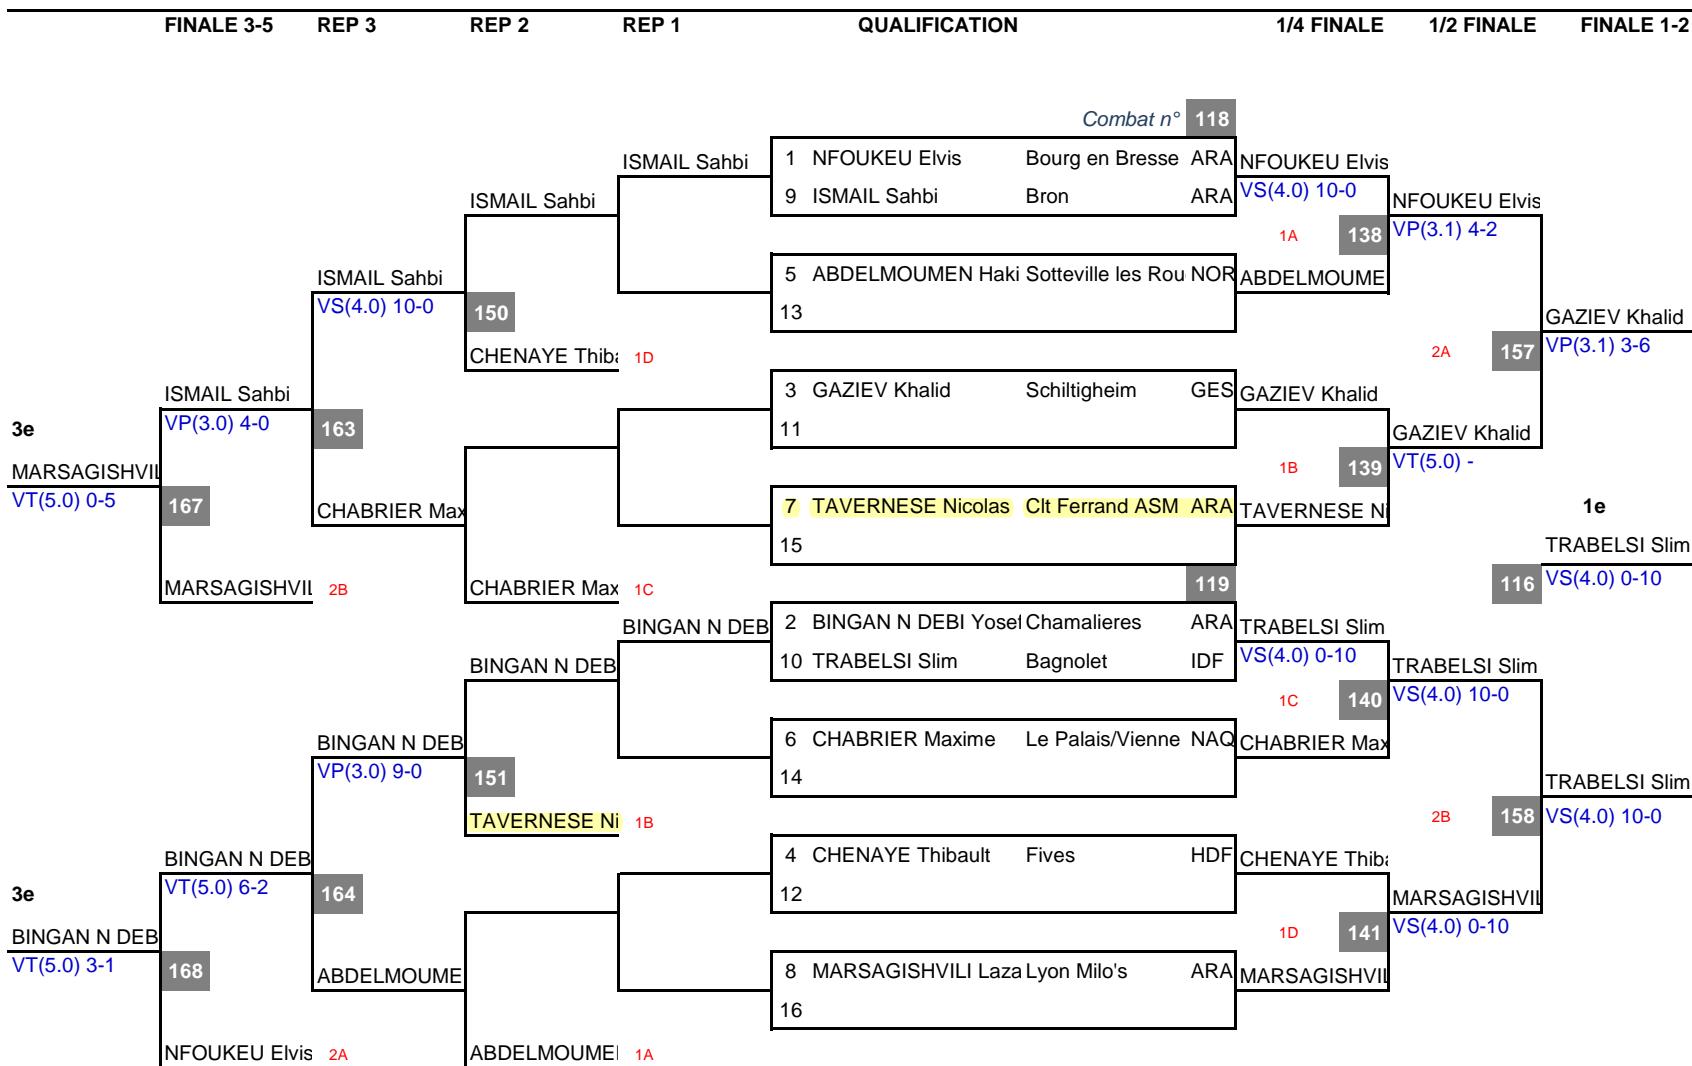 FINALE 3-5 REP 3 REP 2 REP 1 QUALIFICATION 1/4 FINALE 1/2 FINALE FINALE 1-2
Combat n° 118
ISMAIL Sahbi 1 NFOUKEU Elvis Bourg en Bresse ARA NFOUKEU Elvis
ISMAIL Sahbi 9 ISMAIL Sahbi Bron ARA VS(4.0) 10-0 NFOUKEU Elvis
1A 138 VP(3.1) 4-2
ISMAIL Sahbi 5 ABDELMOUMEN Haki Sotteville les Rou NOR ABDELMOUME
VS(4.0) 10-0 150 13 GAZIEV Khalid
CHENAYE Thiba 1D 2A 157 VP(3.1) 3-6
ISMAIL Sahbi 3 GAZIEV Khalid Schiltigheim GES GAZIEV Khalid
3e VP(3.0) 4-0 163 11 GAZIEV Khalid
MARSAGISHVIL 1B 139 VT(5.0) -
VT(5.0) 0-5 167 CHABRIER Max 7 TAVERNESE Nicolas Clt Ferrand ASM ARA TAVERNESE Ni 1e
15 TRABELSI Slim
MARSAGISHVIL 2B CHABRIER Max 1C 119 116 VS(4.0) 0-10
BINGAN N DEB 2 BINGAN N DEBI Yosef Chamalieres ARA TRABELSI Slim
BINGAN N DEB 10 TRABELSI Slim Bagnolet IDF VS(4.0) 0-10 TRABELSI Slim
1C 140 VS(4.0) 10-0
BINGAN N DEB 6 CHABRIER Maxime Le Palais/Vienne NAQ CHABRIER Max
VP(3.0) 9-0 151 14 TRABELSI Slim
TAVERNESE Ni 1B 2B 158 VS(4.0) 10-0
BINGAN N DEB 4 CHENAYE Thibault Fives HDF CHENAYE Thiba
3e VT(5.0) 6-2 164 12 MARSAGISHVIL
BINGAN N DEB 1D 141 VS(4.0) 0-10
VT(5.0) 3-1 168 ABDELMOUME 8 MARSAGISHVILI Laza Lyon Milo's ARA MARSAGISHVIL
16
NFOUKEU Elvis 2A ABDELMOUME 1A